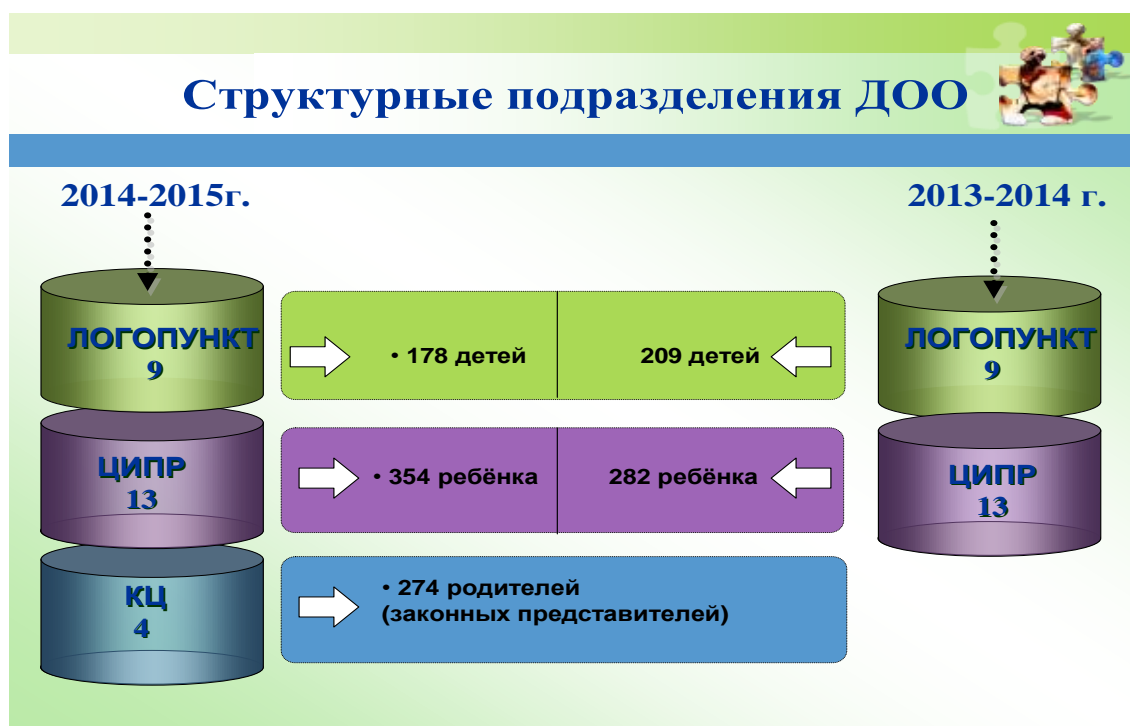 Структурные подразделения ДОО
2014-2015г.
2013-2014 г.
ЛОГОПУНКТ
9
• 178 детей
209 детей
ЛОГОПУНКТ
9
ЦИПР
13
• 354 ребёнка
282 ребёнка
ЦИПР
13
КЦ
4
• 274 родителей
(законных представителей)